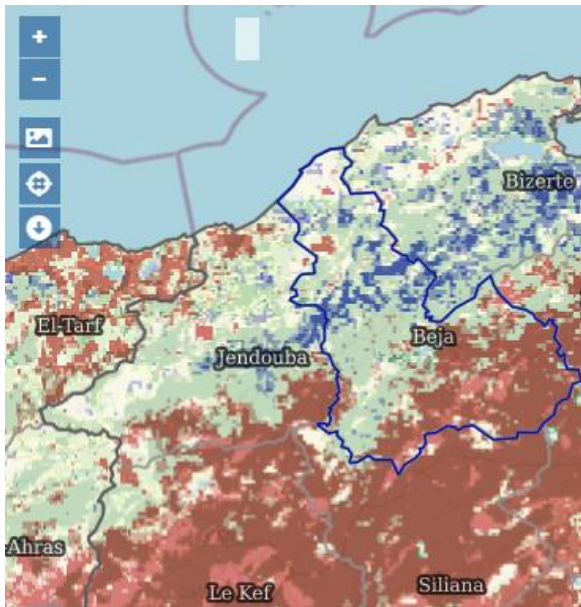 +
−
Bizerte
El-Tarf
Beja
Jendouba
Ahras
Le Kef
Siliana